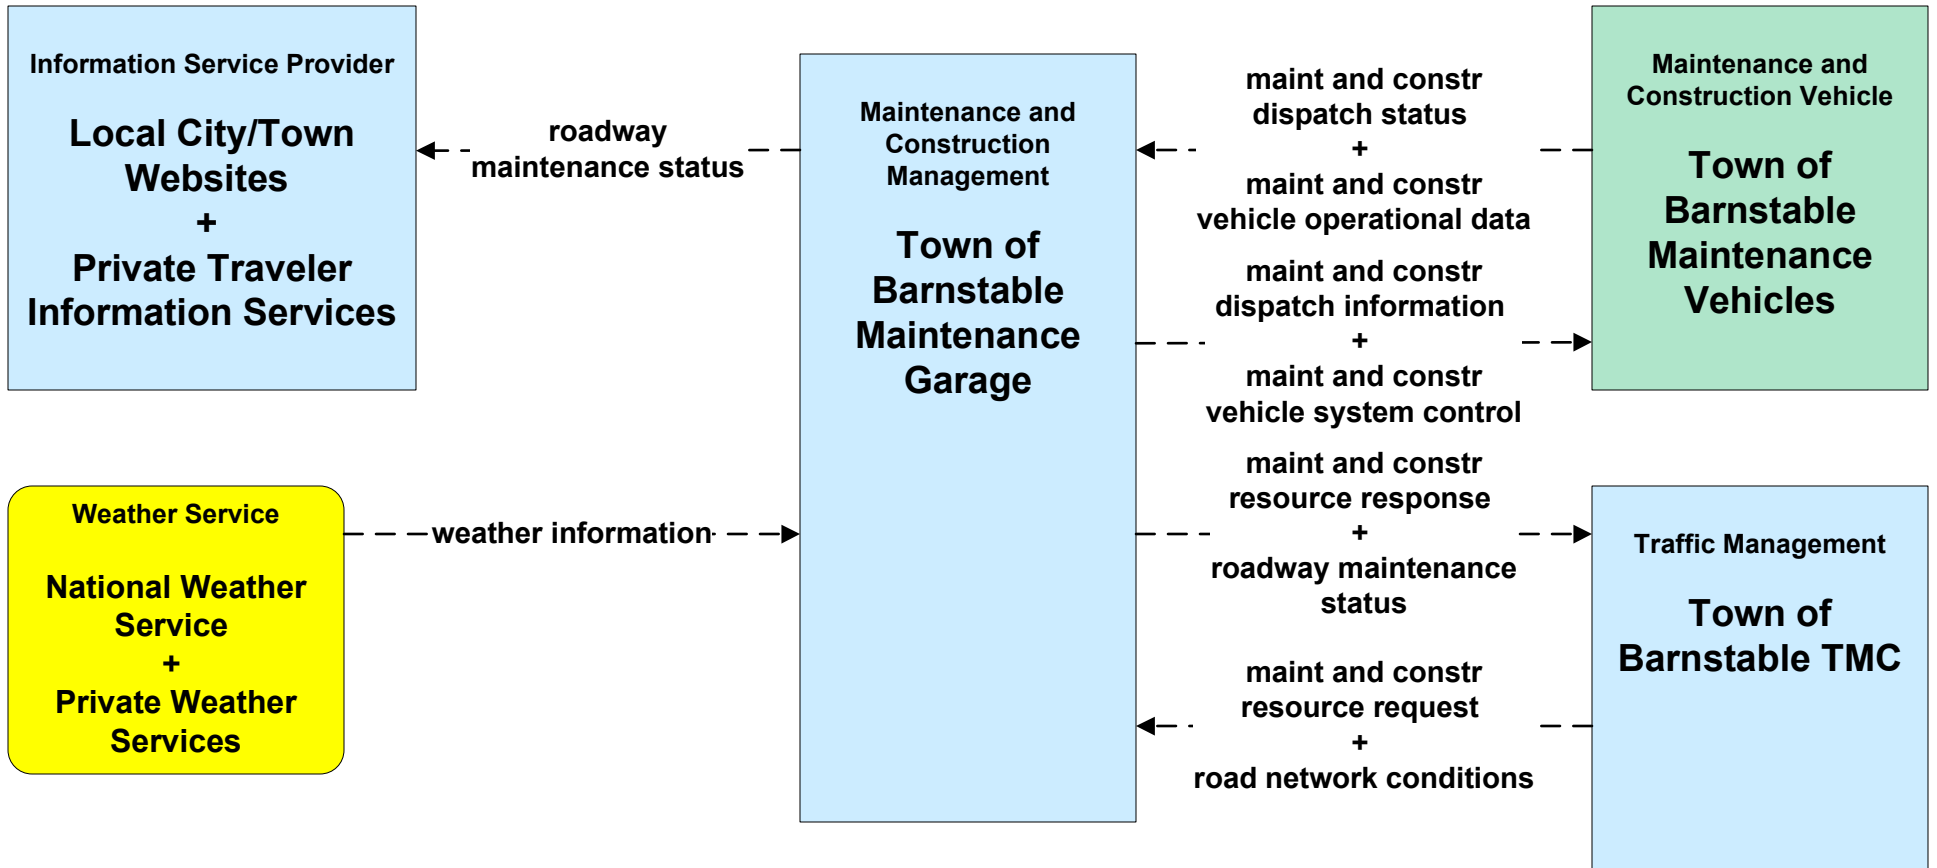 Information Service Provider
Local City/Town
Websites
+
Private Traveler
Information Services
roadway
maintenance status
Maintenance and
Construction
Management
Town of
Barnstable
Maintenance
Garage
maint and constr
dispatch status
+
maint and constr
vehicle operational data
maint and constr
dispatch information
+
maint and constr
vehicle system control
Maintenance and
Construction Vehicle
Town of
Barnstable
Maintenance
Vehicles
Weather Service
National Weather
Service
+
Private Weather
Services
weather information
maint and constr
resource response
+
roadway maintenance
status
maint and constr
resource request
+
road network conditions
Traffic Management
Town of
Barnstable TMC